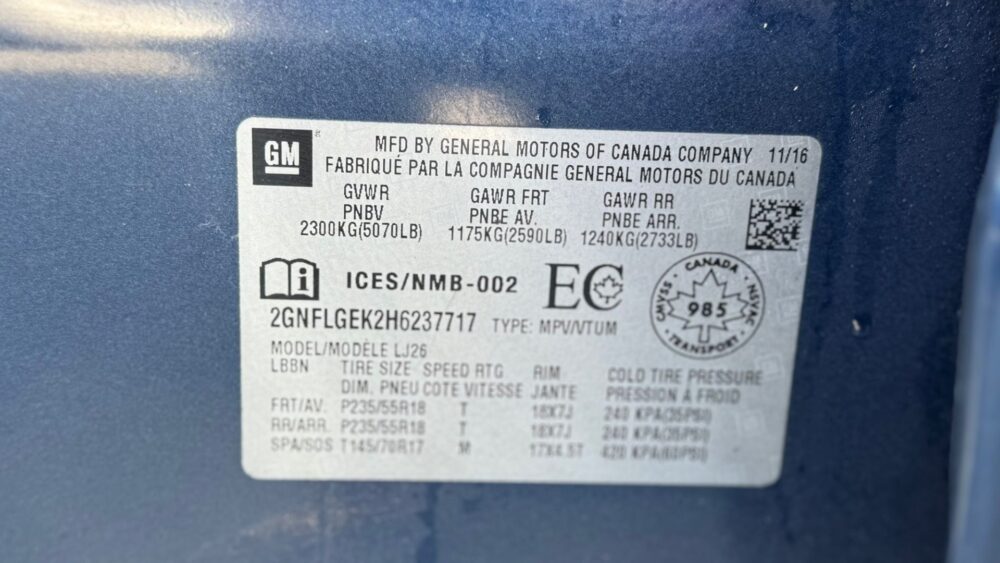 GM
MFD BY GENERAL MOTORS OF CANADA COMPANY 11/16
FABRIQUÉ PAR LA COMPAGNIE GENERAL MOTORS DU CANADA
GVWR GAWR FRT GAWR RR
PNBV PNBE AV. PNBE ARR.
2300KG(5070LB) 1175KG(2590LB) 1240KG(2733LB)
i ICES/NMB-002 EC
CANADA
CMVSS 985 NSVAC
TRANSPORT
2GNFLGEK2H6237717 TYPE: MPV/VTUM
MODEL/MODÈLE LJ26
LBBN TIRE SIZE SPEED RTG RIM COLD TIRE PRESSURE
DIM. PNEU COTE VITESSE JANTE PRESSION À FROID
FRT/AV. P235/55R18 T 18X7J 240 KPA(35PSI)
RR/ARR. P235/55R18 T 18X7J 240 KPA(35PSI)
SPA/SOS T145/70R17 M 17X4.5T 420 KPA(60PSI)